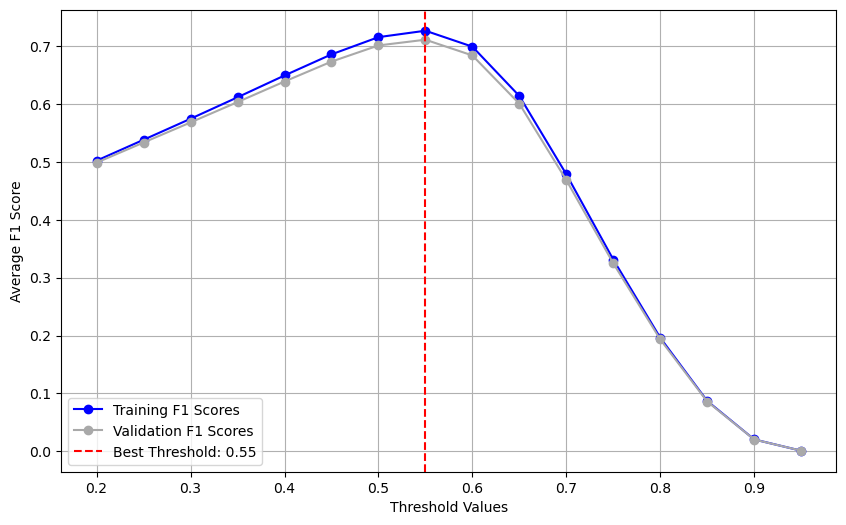 0.7
0.6
0.5
0.4
0.3
0.2
0.1
0.0
Average F1 Score
Training F1 Scores
Validation F1 Scores
Best Threshold: 0.55
0.2 0.3 0.4 0.5 0.6 0.7 0.8 0.9
Threshold Values